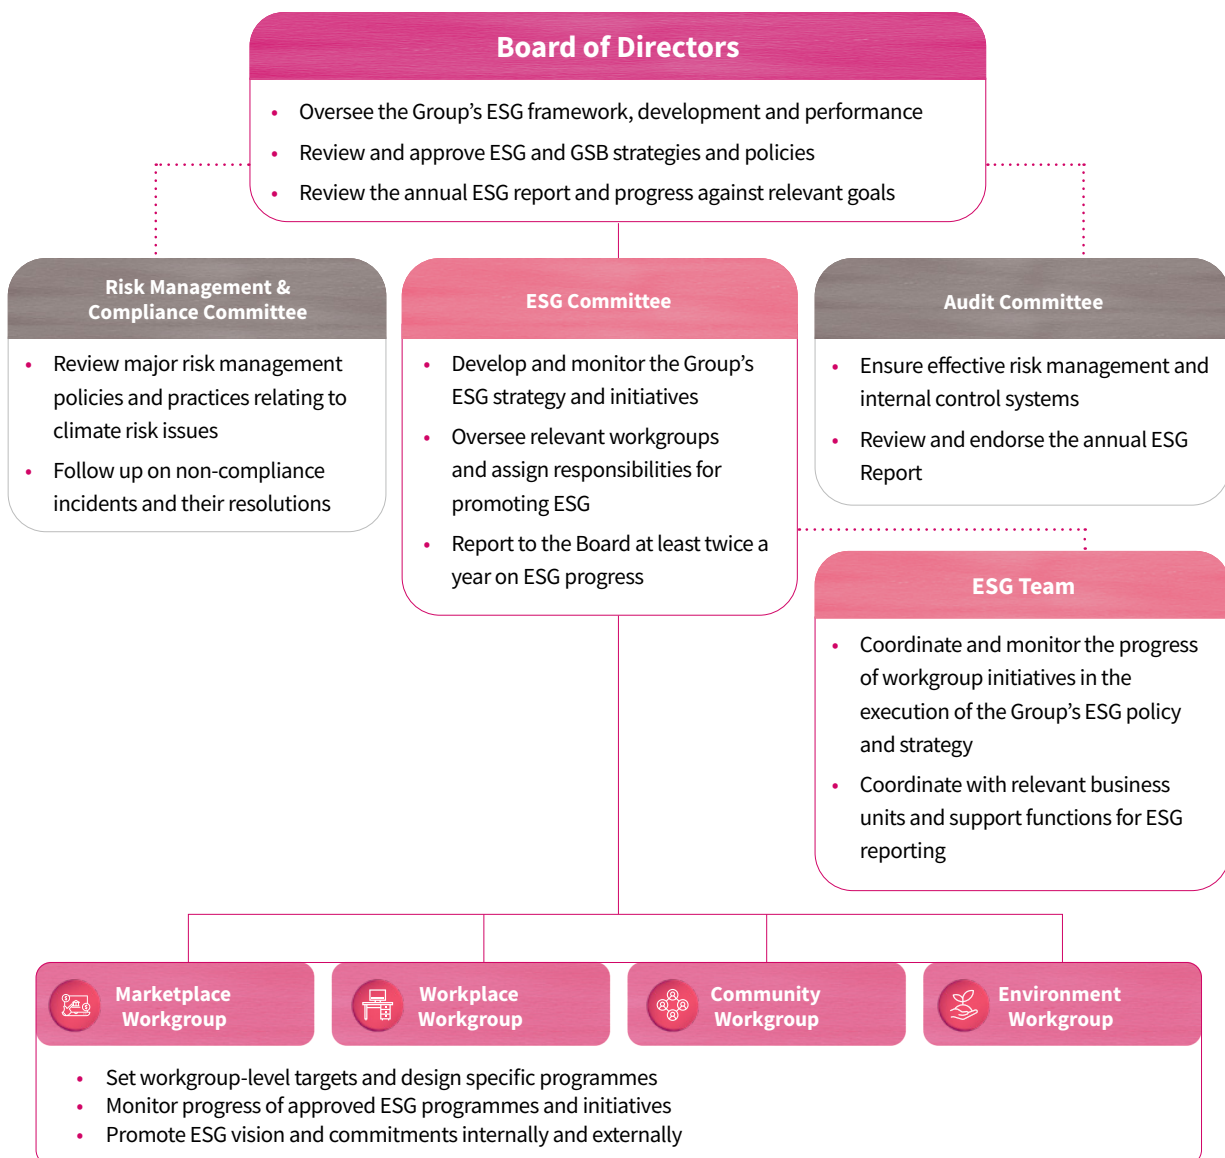 Board of Directors
• Oversee the Group's ESG framework, development and performance
• Review and approve ESG and GSB strategies and policies
• Review the annual ESG report and progress against relevant goals
Risk Management &
Compliance Committee
• Review major risk management
policies and practices relating to
climate risk issues
• Follow up on non-compliance
incidents and their resolutions
ESG Committee
• Develop and monitor the Group's
ESG strategy and initiatives
• Oversee relevant workgroups
and assign responsibilities for
promoting ESG
• Report to the Board at least twice a
year on ESG progress
Audit Committee
• Ensure effective risk management and
internal control systems
• Review and endorse the annual ESG
Report
ESG Team
• Coordinate and monitor the progress
of workgroup initiatives in the
execution of the Group's ESG policy
and strategy
• Coordinate with relevant business
units and support functions for ESG
reporting
Marketplace
Workgroup
Workplace
Workgroup
Community
Workgroup
Environment
Workgroup
• Set workgroup-level targets and design specific programmes
• Monitor progress of approved ESG programmes and initiatives
• Promote ESG vision and commitments internally and externally